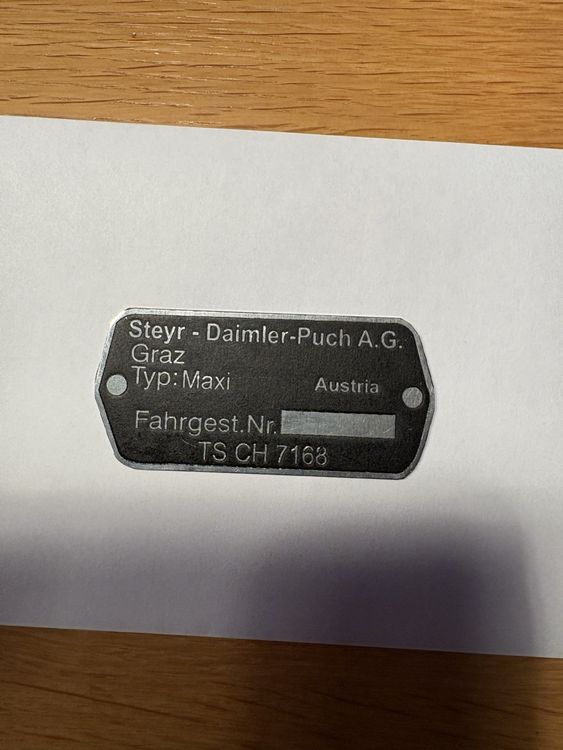 Steyr - Daimler-Puch A.G.
Graz
Typ: Maxi Austria
Fahrgest.Nr.
TS CH 7168